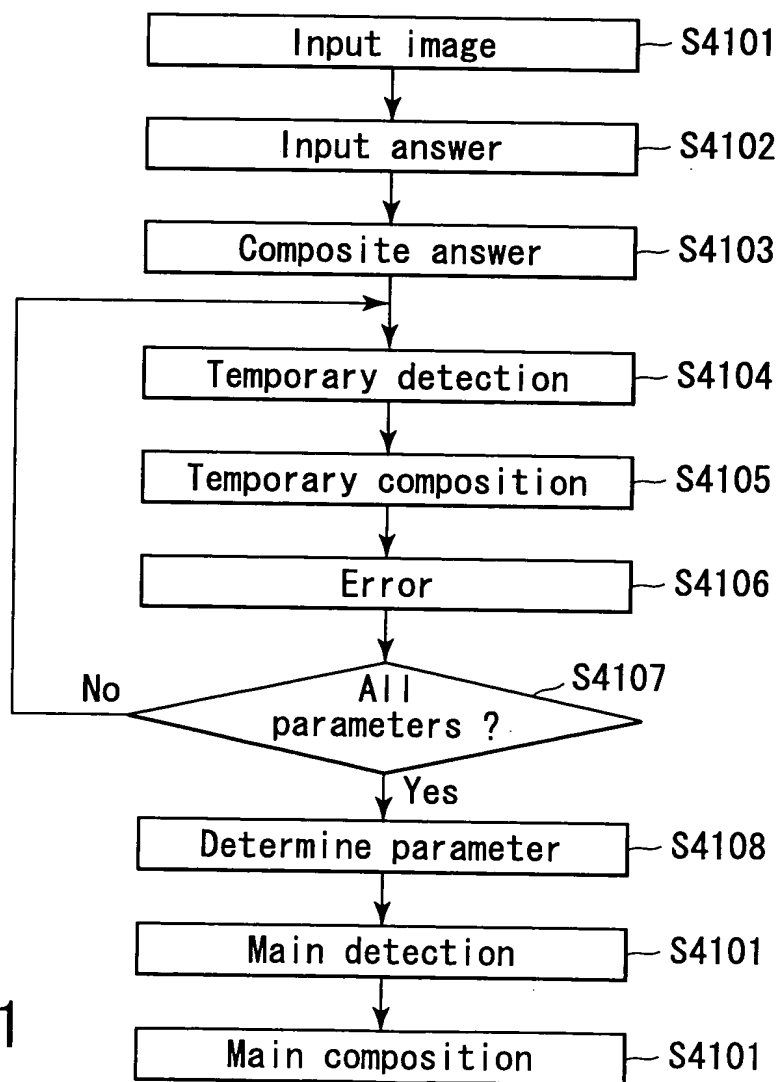 Input image S4101
Input answer S4102
Composite answer S4103
Temporary detection S4104
Temporary composition S4105
Error S4106
S4107
No All
parameters ?
Yes
Determine parameter S4108
Main detection S4101
1
Main composition S4101